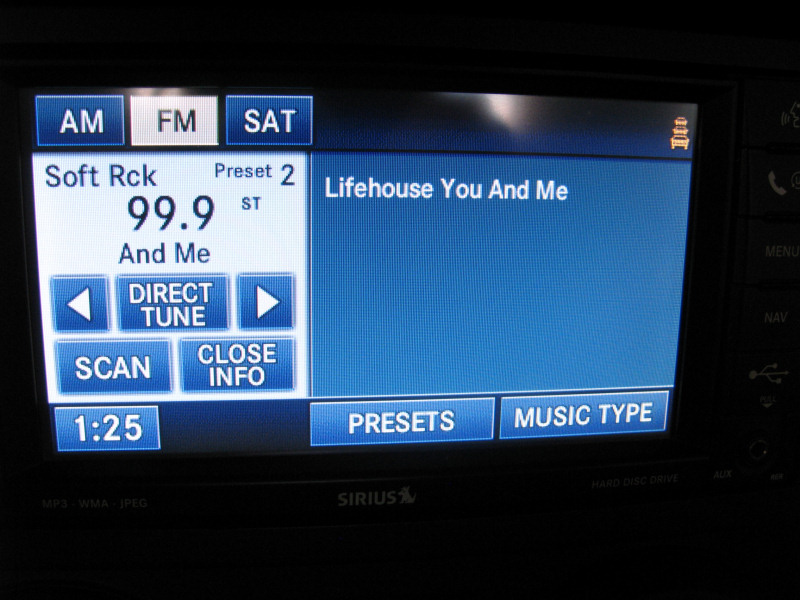 AM FM SAT
Soft Rck Preset 2
99.9 ST
And Me
DIRECT
TUNE
SCAN
CLOSE
INFO
1:25
Lifehouse You And Me
PRESETS MUSIC TYPE
MENU
NAV
PULL
AUX
MP3 - WMA - JPEG
SIRIUS
HARD DISC DRIVE